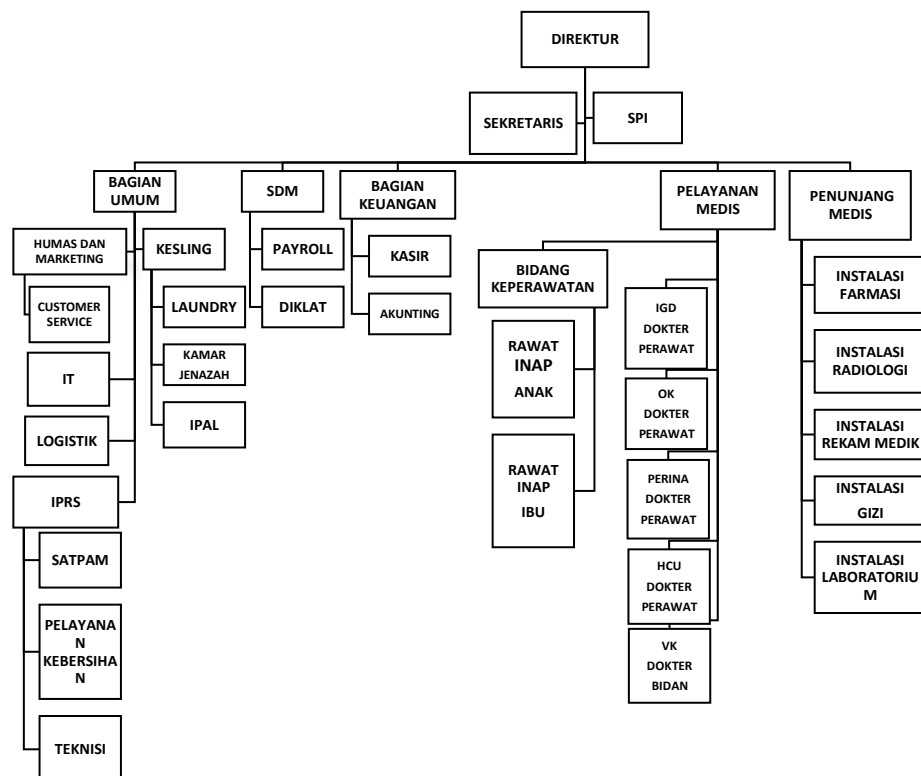 DIREKTUR
SEKRETARIS
SPI
BAGIAN
UMUM
SDM
BAGIAN
KEUANGAN
PELAYANAN
MEDIS
PENUNJANG
MEDIS
HUMAS DAN
MARKETING
CUSTOMER
SERVICE
IT
LOGISTIK
IPRS
SATPAM
PELAYANA
N
KEBERSIHA
N
TEKNISI
KESLING
LAUNDRY
KAMAR
JENAZAH
IPAL
PAYROLL
DIKLAT
KASIR
AKUNTING
BIDANG
KEPERAWATAN
RAWAT
INAP
ANAK
RAWAT
INAP
IBU
IGD
DOKTER
PERAWAT
OK
DOKTER
PERAWAT
PERINA
DOKTER
PERAWAT
HCU
DOKTER
PERAWAT
VK
DOKTER
BIDAN
INSTALASI
FARMASI
INSTALASI
RADIOLOGI
INSTALASI
REKAM MEDIK
INSTALASI
GIZI
INSTALASI
LABORATORIU
M